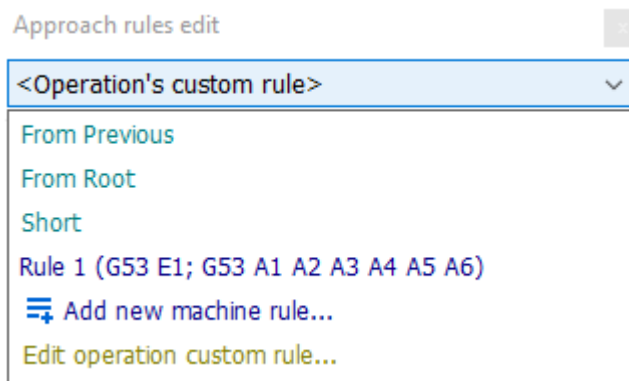 Approach rules edit
<Operation's custom rule>
From Previous
From Root
Short
Rule 1 (G53 E1; G53 A1 A2 A3 A4 A5 A6)
Add new machine rule...
Edit operation custom rule...